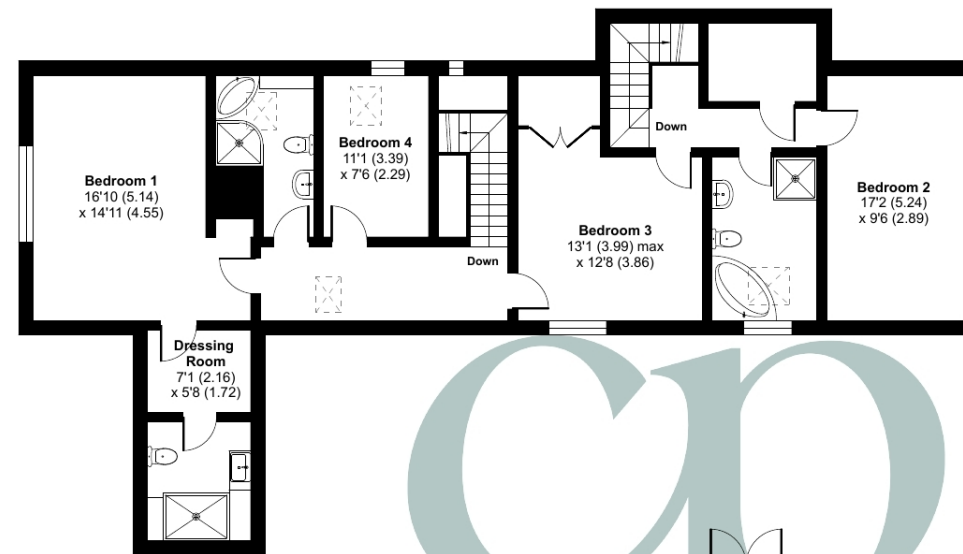 Bedroom 1
16'10 (5.14)
x 14'11 (4.55)
Bedroom 4
11'1 (3.39)
x 7'6 (2.29)
Down
Bedroom 3
13'1 (3.99) max
x 12'8 (3.86)
Down
Bedroom 2
17'2 (5.24)
x 9'6 (2.89)
Dressing
Room
7'1 (2.16)
x 5'8 (1.72)
cp